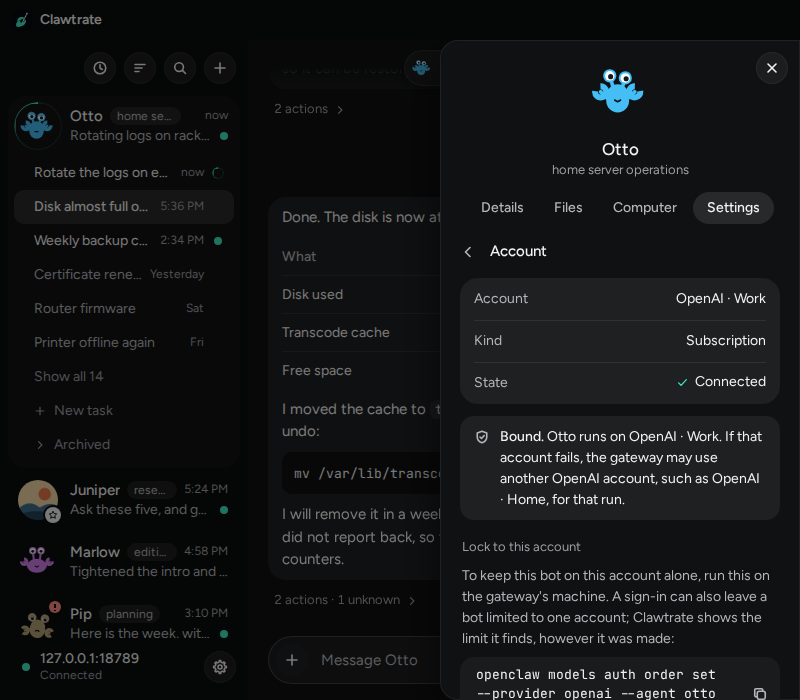 Clawtrate
Otto home se... now
Rotating logs on rack...
Rotate the logs on e... now
Disk almost full o... 5:36 PM
Weekly backup c... 2:34 PM
Certificate rene... Yesterday
Router firmware Sat
Printer offline again Fri
Show all 14
+ New task
Archived
Juniper rese... 5:24 PM
Ask these five, and g...
Marlow editi... 4:58 PM
Tightened the intro and ...
Pip planning 3:10 PM
Here is the week. wit...
127.0.0.1:18789
Connected
2 actions
Done. The disk is now at
What
Disk used
Transcode cache
Free space
I moved the cache to
undo:
mv /var/lib/transc
I will remove it in a wee
did not report back, so
counters.
2 actions · 1 unknown
Message Otto
Otto
home server operations
Details Files Computer Settings
Account
Account OpenAI · Work
Kind Subscription
State Connected
Bound. Otto runs on OpenAI · Work. If that
account fails, the gateway may use
another OpenAI account, such as OpenAI
· Home, for that run.
Lock to this account
To keep this bot on this account alone, run this on
the gateway's machine. A sign-in can also leave a
bot limited to one account; Clawtrate shows the
limit it finds, however it was made:
openclaw models auth order set
--provider openai --agent otto